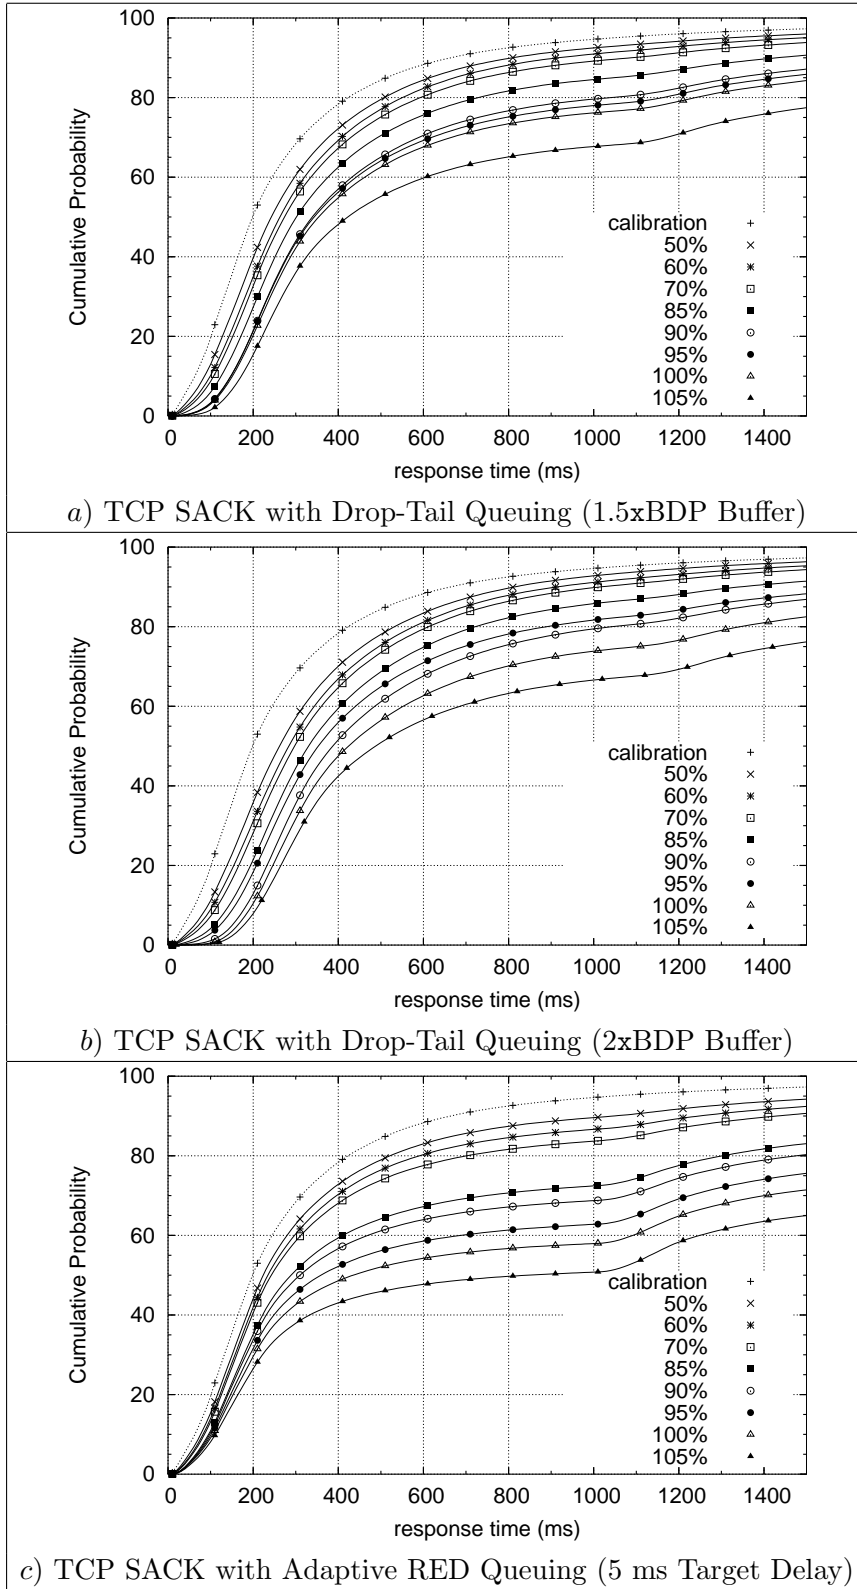 100
80
60
40
20
0
Cumulative Probability
calibration
50%
60%
70%
85%
90%
95%
100%
105%
0 200 400 600 800 1000 1200 1400
response time (ms)
a) TCP SACK with Drop-Tail Queuing (1.5xBDP Buffer)
100
80
60
40
20
0
Cumulative Probability
calibration
50%
60%
70%
85%
90%
95%
100%
105%
0 200 400 600 800 1000 1200 1400
response time (ms)
b) TCP SACK with Drop-Tail Queuing (2xBDP Buffer)
100
80
60
40
20
0
Cumulative Probability
calibration
50%
60%
70%
85%
90%
95%
100%
105%
0 200 400 600 800 1000 1200 1400
response time (ms)
c) TCP SACK with Adaptive RED Queuing (5 ms Target Delay)